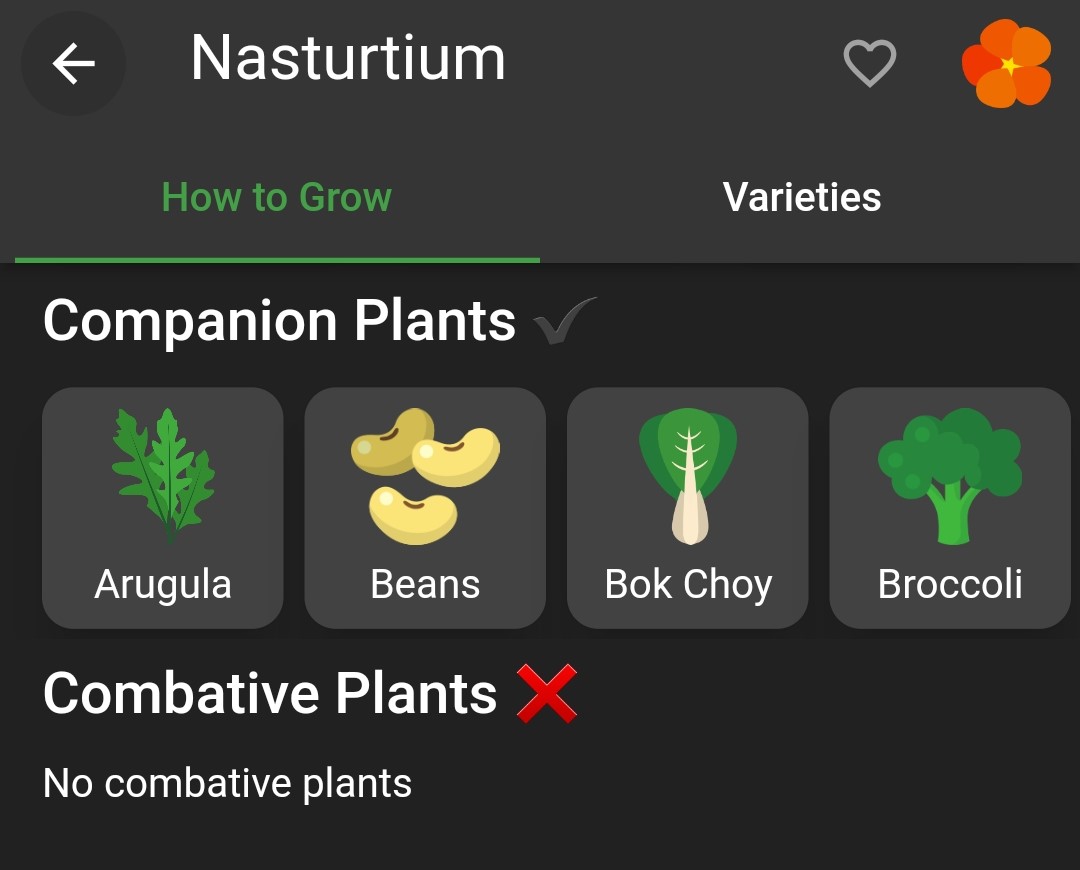 Nasturtium
How to Grow Varieties
Companion Plants
Arugula Beans Bok Choy Broccoli
Combative Plants
No combative plants